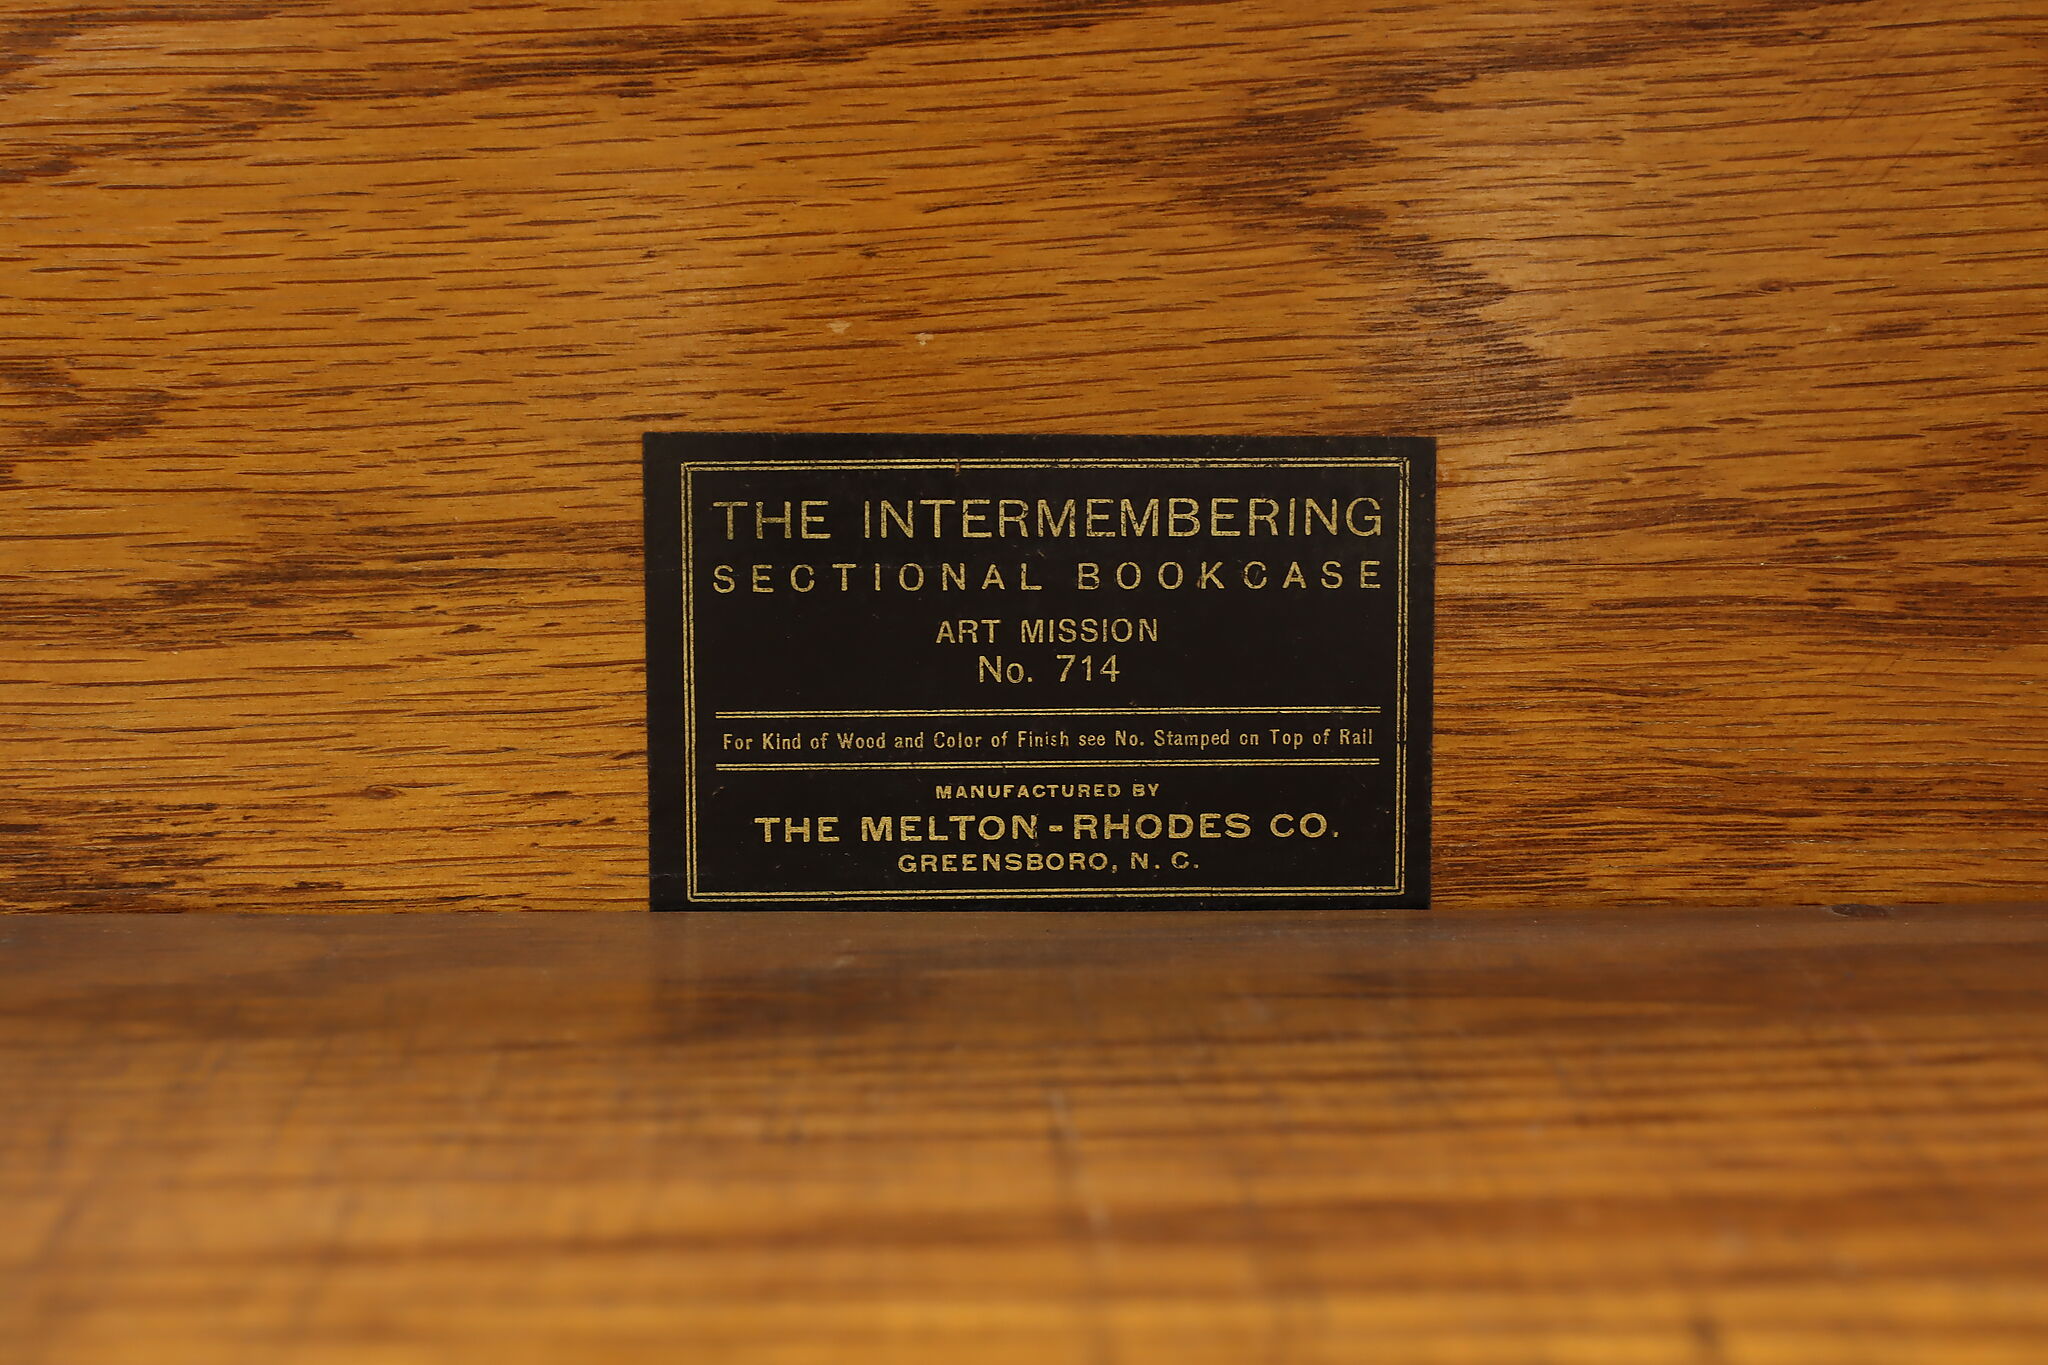 THE INTERMEMBERING
SECTIONAL BOOKCASE
ART MISSION
No. 714
For Kind of Wood and Color of Finish see No. Stamped on Top of Rail
MANUFACTURED BY
THE MELTON-RHODES CO.
GREENSBORO, N. C.